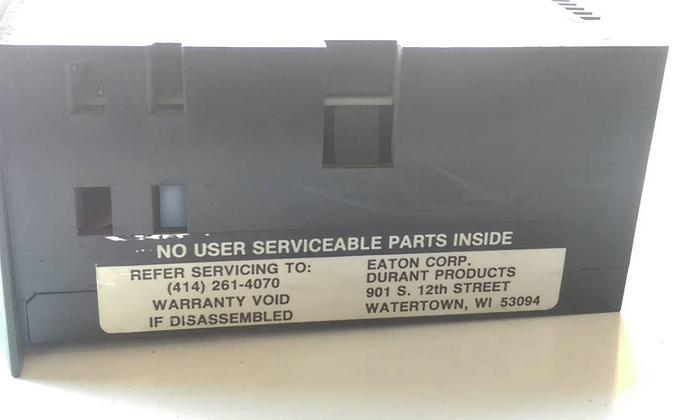 NO USER SERVICEABLE PARTS INSIDE
REFER SERVICING TO:
(414) 261-4070
WARRANTY VOID
IF DISASSEMBLED
EATON CORP.
DURANT PRODUCTS
901 S. 12th STREET
WATERTOWN, WI 53094